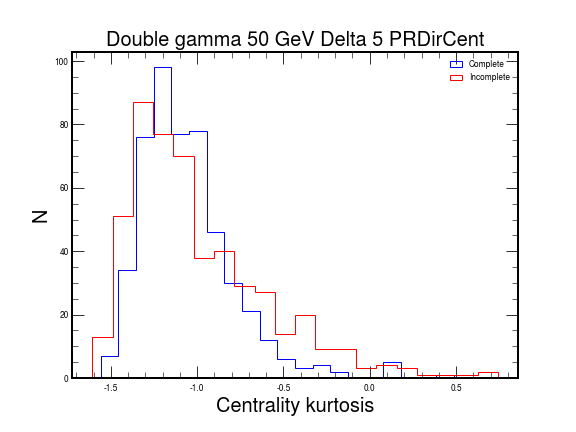 Double gamma 50 GeV Delta 5 PRDirCent
Complete
Incomplete
N
100
80
60
40
20
0
-1.5 -1.0 -0.5 0.0 0.5
Centrality kurtosis